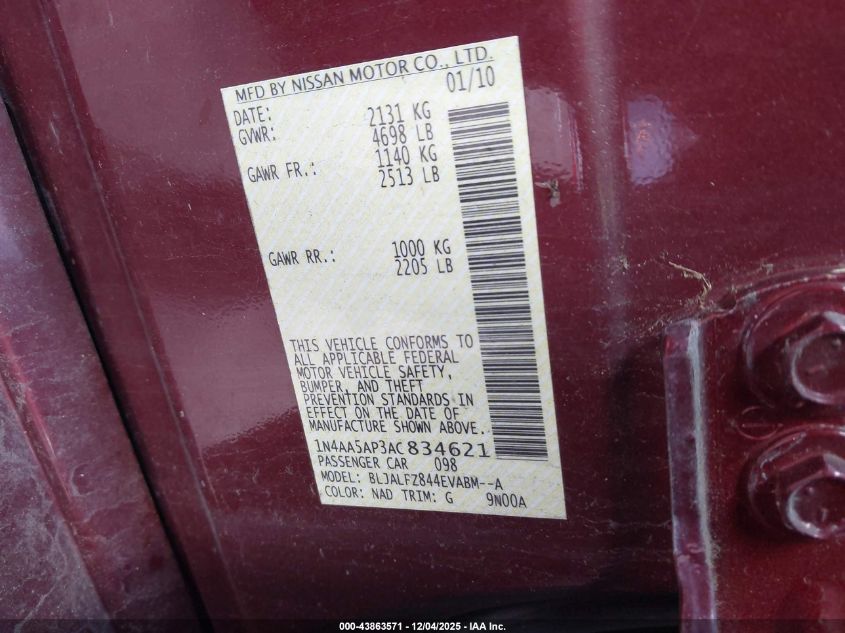 MFD BY NISSAN MOTOR CO., LTD.
DATE: 01/10
GVWR: 2131 KG
4698 LB
GAWR FR.: 1140 KG
2513 LB
GAWR RR.: 1000 KG
2205 LB
THIS VEHICLE CONFORMS TO
ALL APPLICABLE FEDERAL
MOTOR VEHICLE SAFETY,
BUMPER, AND THEFT
PREVENTION STANDARDS IN
EFFECT ON THE DATE OF
MANUFACTURE SHOWN ABOVE.
1N4AA5AP3AC834621
PASSENGER CAR 098
MODEL: BLJALFZ844EVABM--A
COLOR: NAD TRIM: G 9N00A
000-43863571 - 12/04/2025 - IAA Inc.